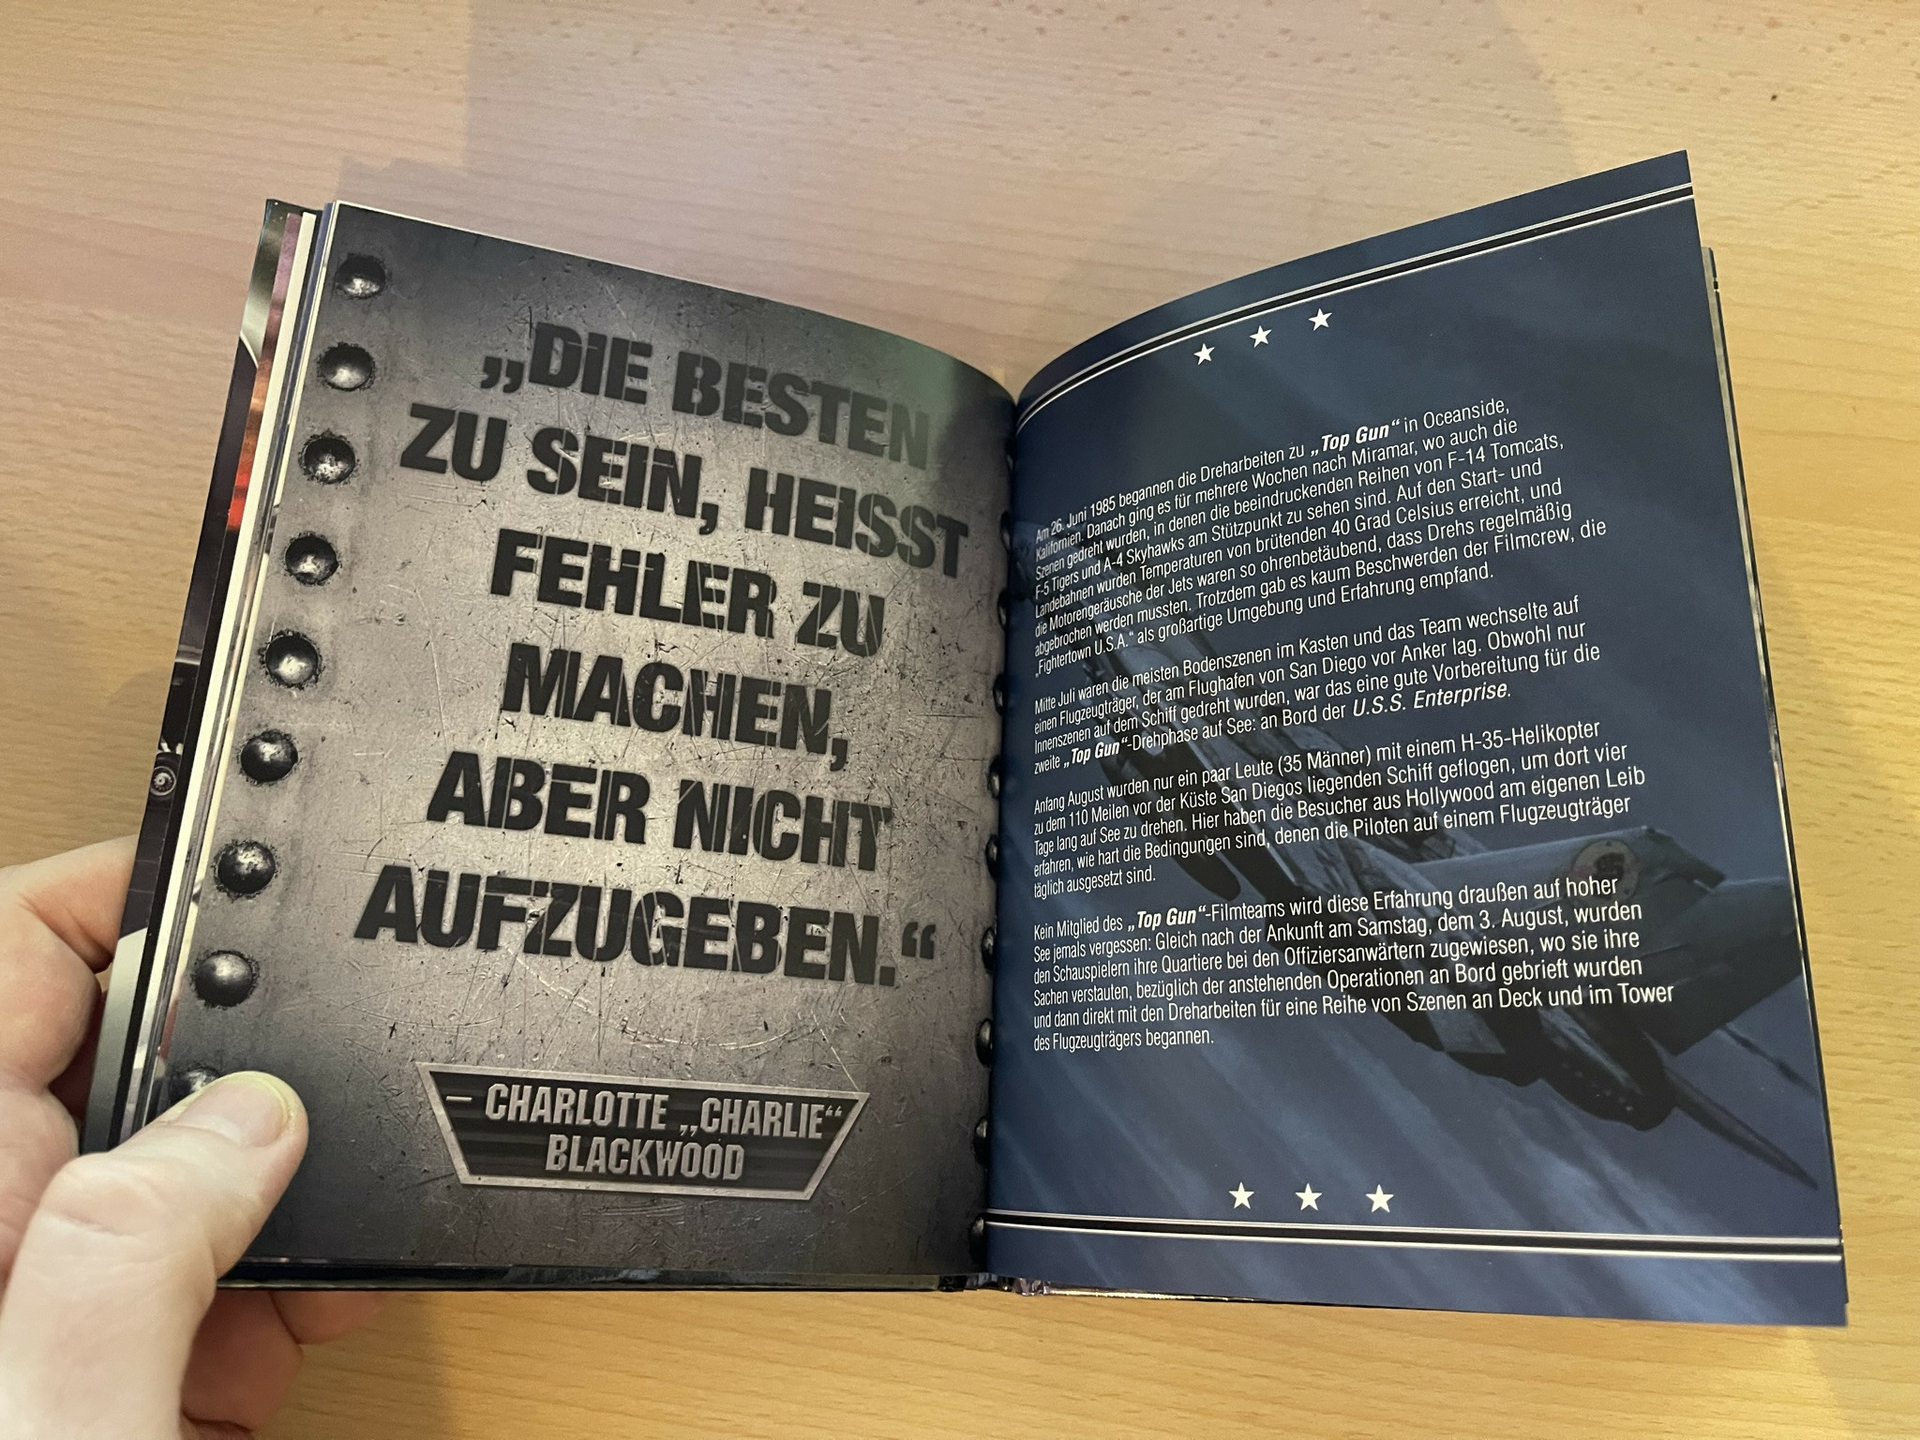 „DIE BESTEN
ZU SEIN, HEISST
FEHLER ZU
MACHEN,
ABER NICHT
AUFZUGEBEN.“
– CHARLOTTE „CHARLIE“
BLACKWOOD
Am 26. Juni 1985 begannen die Dreharbeiten zu „Top Gun“ in Oceanside,
Kalifornien. Danach ging es für mehrere Wochen nach Miramar, wo auch die
Szenen gedreht wurden, in denen die beeindruckenden Reihen von F-14 Tomcats,
F-5 Tigers und A-4 Skyhawks am Stützpunkt zu sehen sind. Auf den Start- und
Landebahnen wurden Temperaturen von brütenden 40 Grad Celsius erreicht, und
die Motorengeräusche der Jets waren so ohrenbetäubend, dass Drehs regelmäßig
abgebrochen werden mussten. Trotzdem gab es kaum Beschwerden der Filmcrew, die
„Fightertown U.S.A.“ als großartige Umgebung und Erfahrung empfand.
Mitte Juli waren die meisten Bodenszenen im Kasten und das Team wechselte auf
einen Flugzeugträger, der am Flughafen von San Diego vor Anker lag. Obwohl nur
Innenszenen auf dem Schiff gedreht wurden, war das eine gute Vorbereitung für die
zweite „Top Gun“-Drehphase auf See: an Bord der U.S.S. Enterprise.
Anfang August wurden nur ein paar Leute (35 Männer) mit einem H-35-Helikopter
zu dem 110 Meilen vor der Küste San Diegos liegenden Schiff geflogen, um dort vier
Tage lang auf See zu drehen. Hier haben die Besucher aus Hollywood am eigenen Leib
erfahren, wie hart die Bedingungen sind, denen die Piloten auf einem Flugzeugträger
täglich ausgesetzt sind.
Kein Mitglied des „Top Gun“-Filmteams wird diese Erfahrung draußen auf hoher
See jemals vergessen: Gleich nach der Ankunft am Samstag, dem 3. August, wurden
den Schauspielern ihre Quartiere bei den Offiziersanwärtern zugewiesen, wo sie ihre
Sachen verstauten, bezüglich der anstehenden Operationen an Bord gebrieft wurden
und dann direkt mit den Dreharbeiten für eine Reihe von Szenen an Deck und im Tower
des Flugzeugträgers begannen.